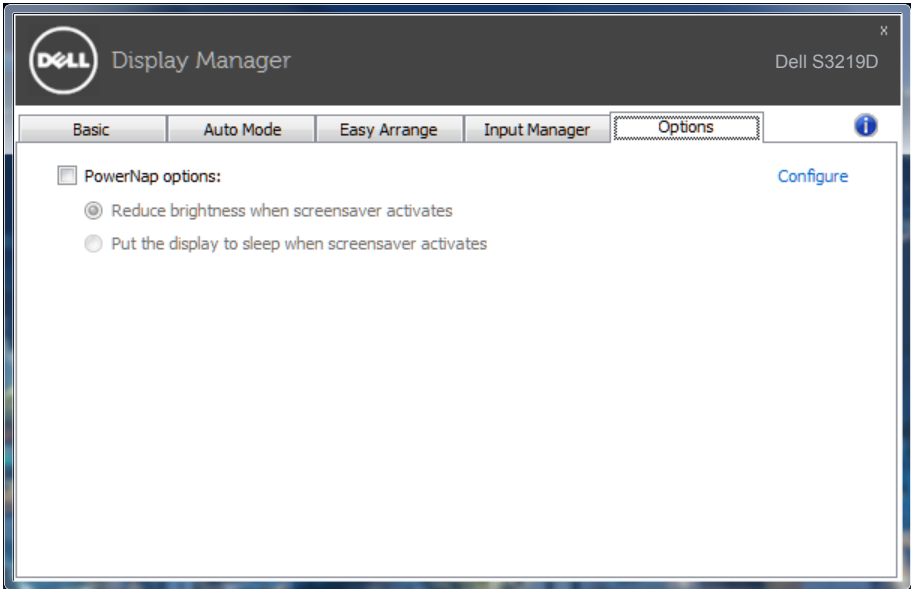 x
DELL
Display Manager
Dell S3219D
Basic
Auto Mode
Easy Arrange
Input Manager
Options
i
PowerNap options:
Configure
Reduce brightness when screensaver activates
Put the display to sleep when screensaver activates